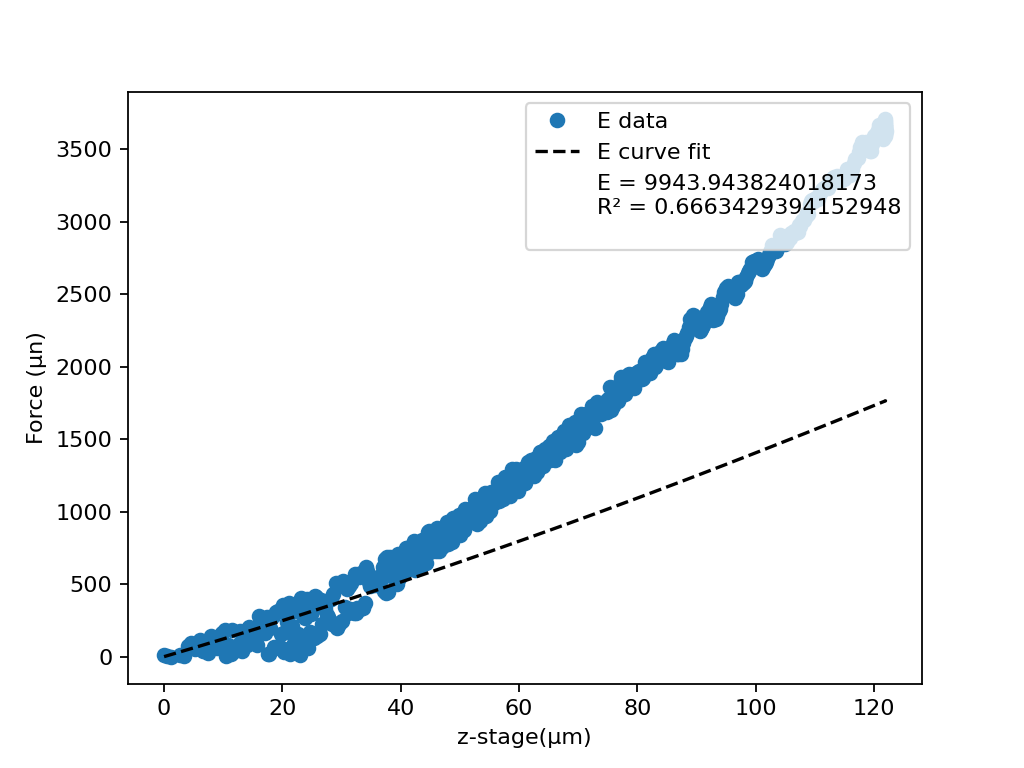 E data
E curve fit
E = 9943.943824018173
R² = 0.6663429394152948
3500
3000
2500
2000
1500
1000
500
0
Force (μn)
0 20 40 60 80 100 120
z-stage(μm)